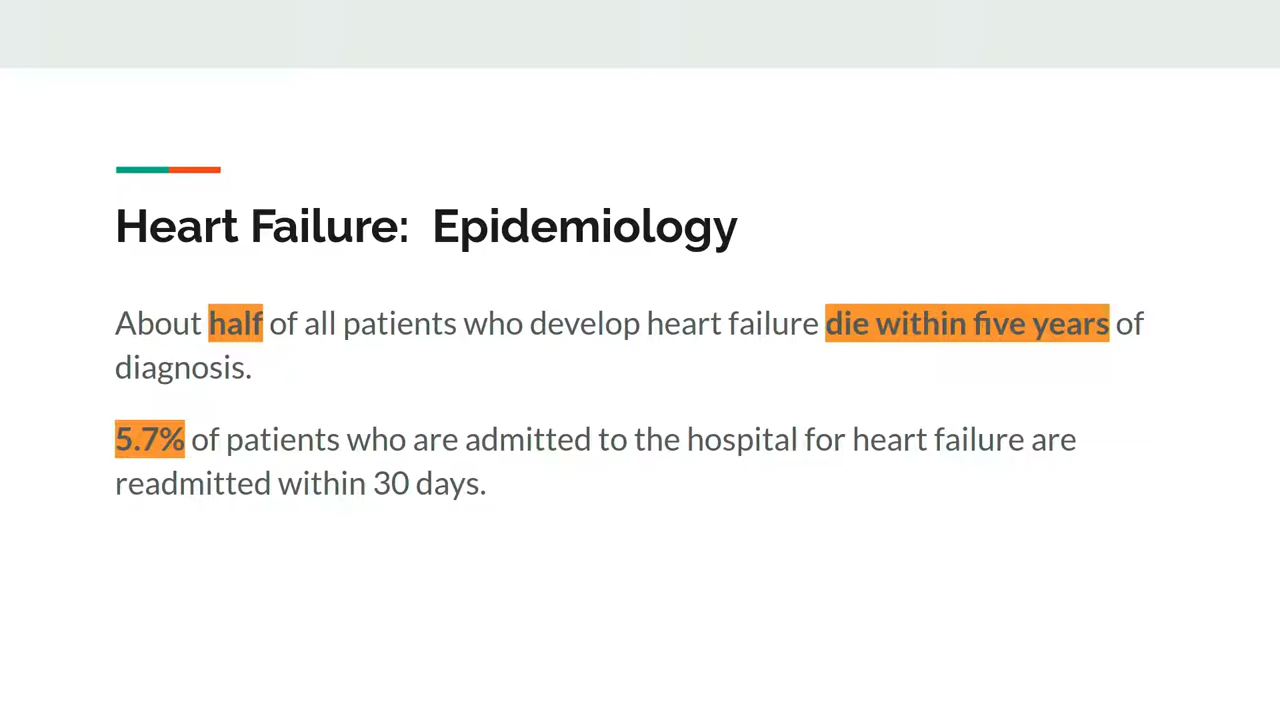 Heart Failure:  Epidemiology
About half of all patients who develop heart failure die within five years of
diagnosis.
5.7% of patients who are admitted to the hospital for heart failure are
readmitted within 30 days.